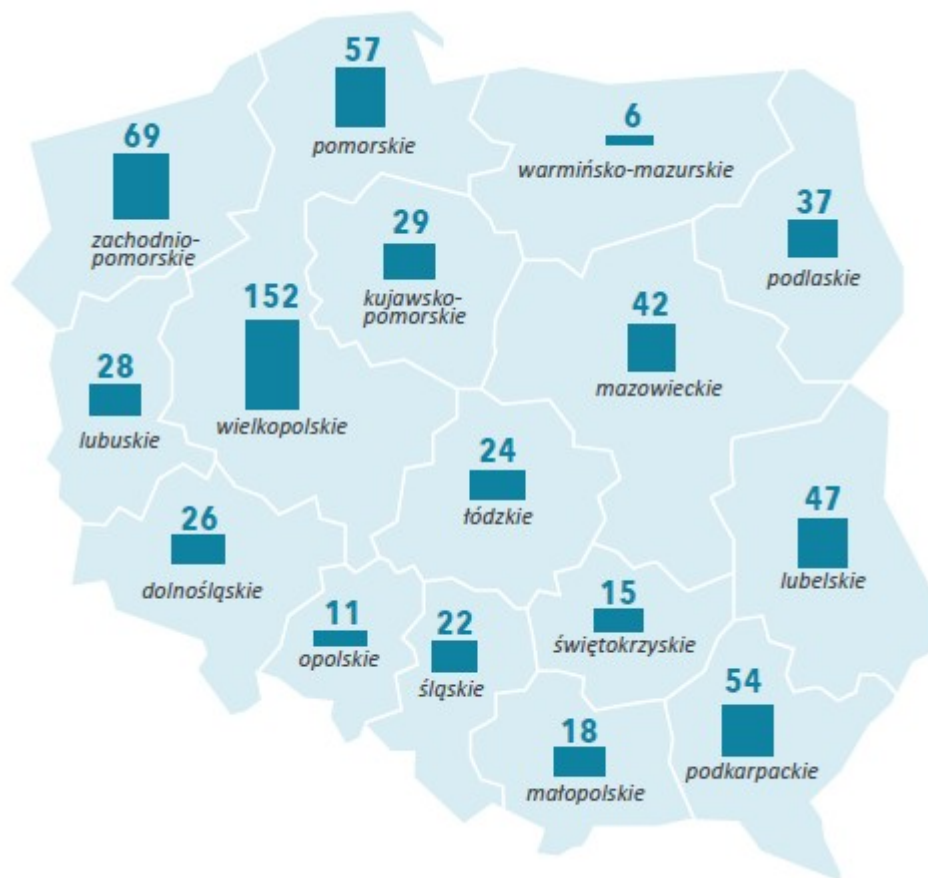 57
pomorskie
6
warmińsko-mazurskie
69
zachodnio-
pomorskie
37
podlaskie
29
kujawsko-
pomorskie
152
wielkopolskie
42
mazowieckie
28
lubuskie
24
łódzkie
47
lubelskie
26
dolnośląskie
11
opolskie
22
śląskie
15
świętokrzyskie
54
podkarpackie
18
małopolskie